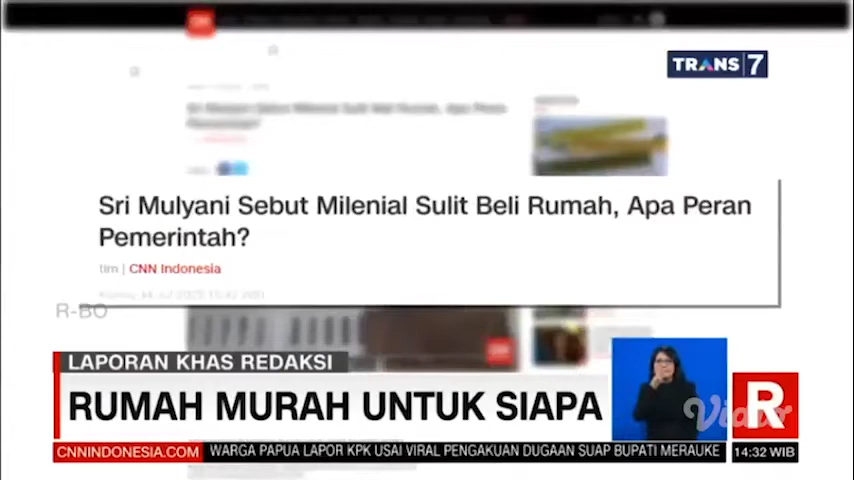 TRANS|7
Sri Mulyani Sebut Milenial Sulit Beli Rumah, Apa Peran
Pemerintah?
tim | CNN Indonesia
R-BO
LAPORAN KHAS REDAKSI
RUMAH MURAH UNTUK SIAPA
R
CNNINDONESIA.COM WARGA PAPUA LAPOR KPK USAI VIRAL PENGAKUAN DUGAAN SUAP BUPATI MERAUKE 14:32 WIB